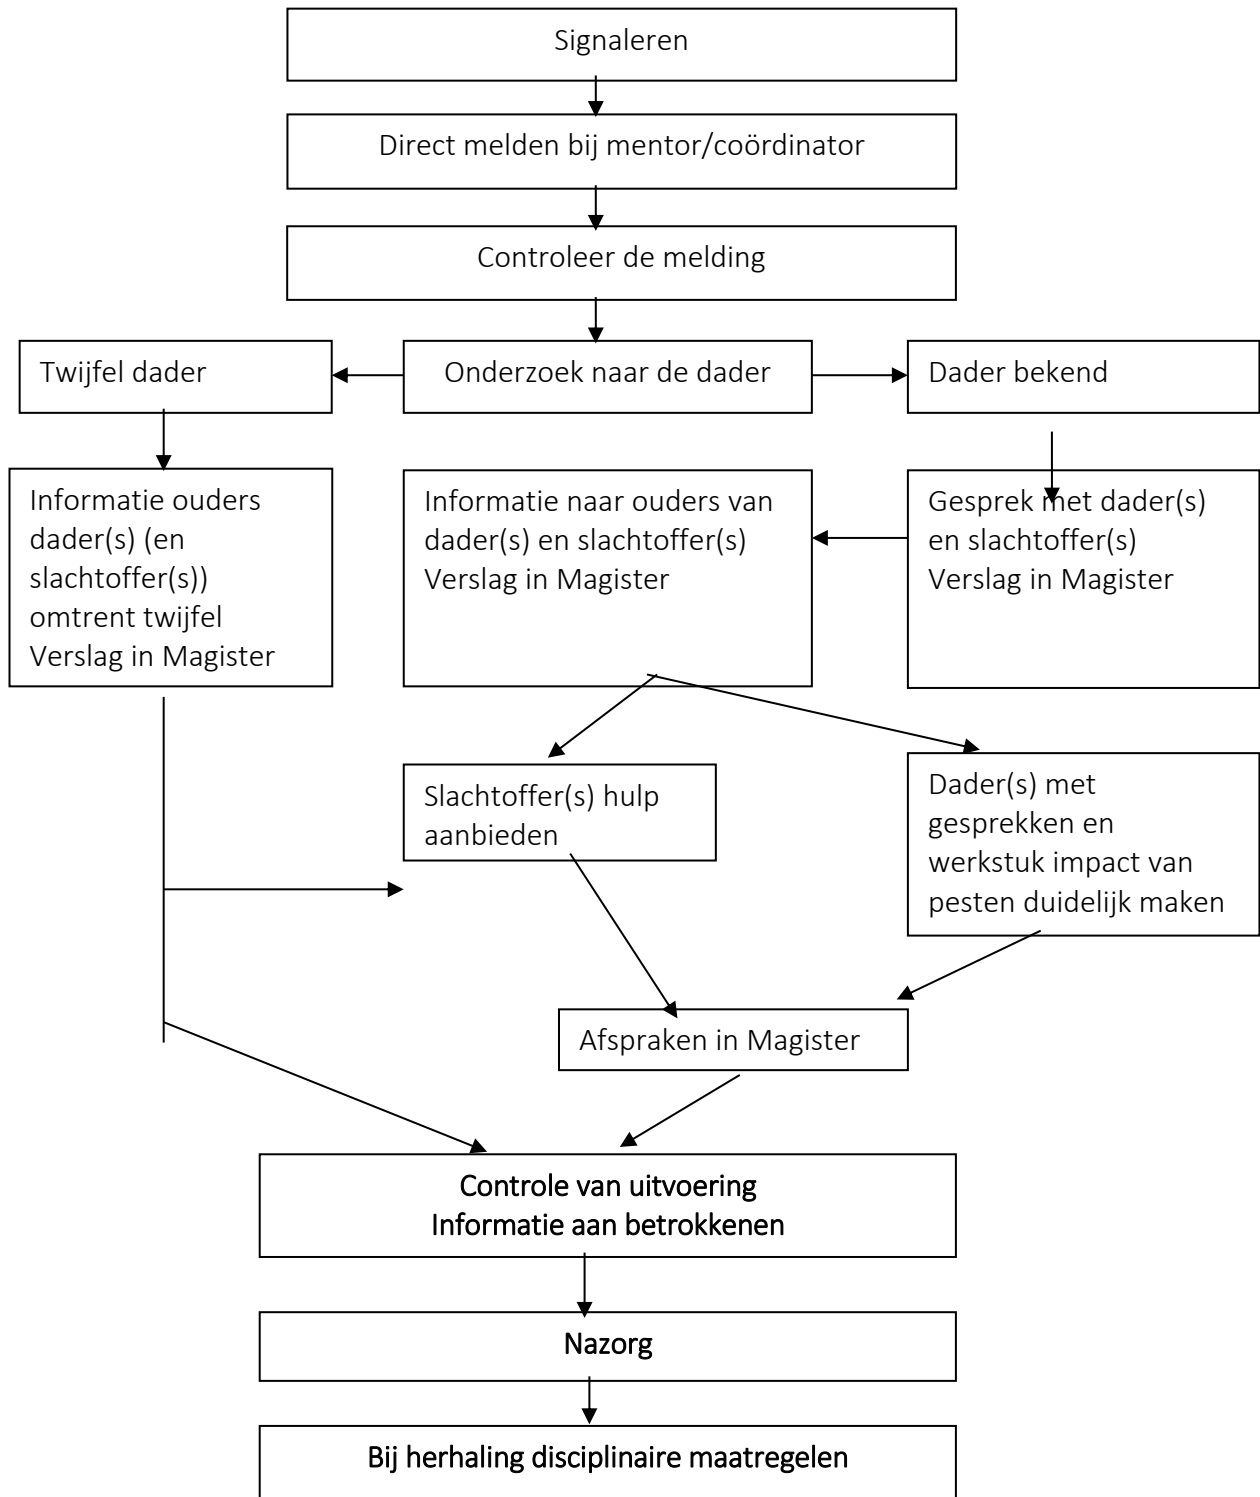 Signaleren
Direct melden bij mentor/coördinator
Controleer de melding
Twijfel dader
Onderzoek naar de dader
Dader bekend
Informatie ouders
dader(s) (en
slachtoffer(s))
omtrent twijfel
Verslag in Magister
Informatie naar ouders van
dader(s) en slachtoffer(s)
Verslag in Magister
Gesprek met dader(s)
en slachtoffer(s)
Verslag in Magister
Slachtoffer(s) hulp
aanbieden
Dader(s) met
gesprekken en
werkstuk impact van
pesten duidelijk maken
Afspraken in Magister
Controle van uitvoering
Informatie aan betrokkenen
Nazorg
Bij herhaling disciplinaire maatregelen